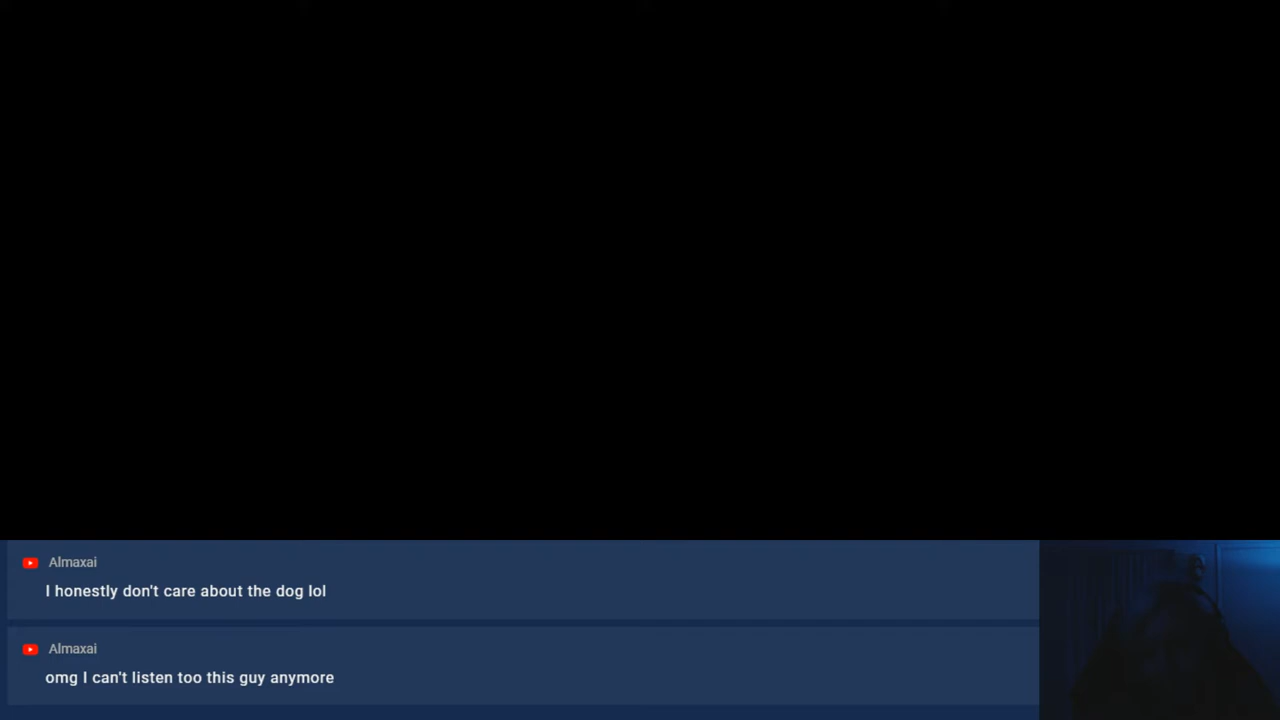 Almaxai
I honestly don't care about the dog lol
Almaxai
omg I can't listen too this guy anymore